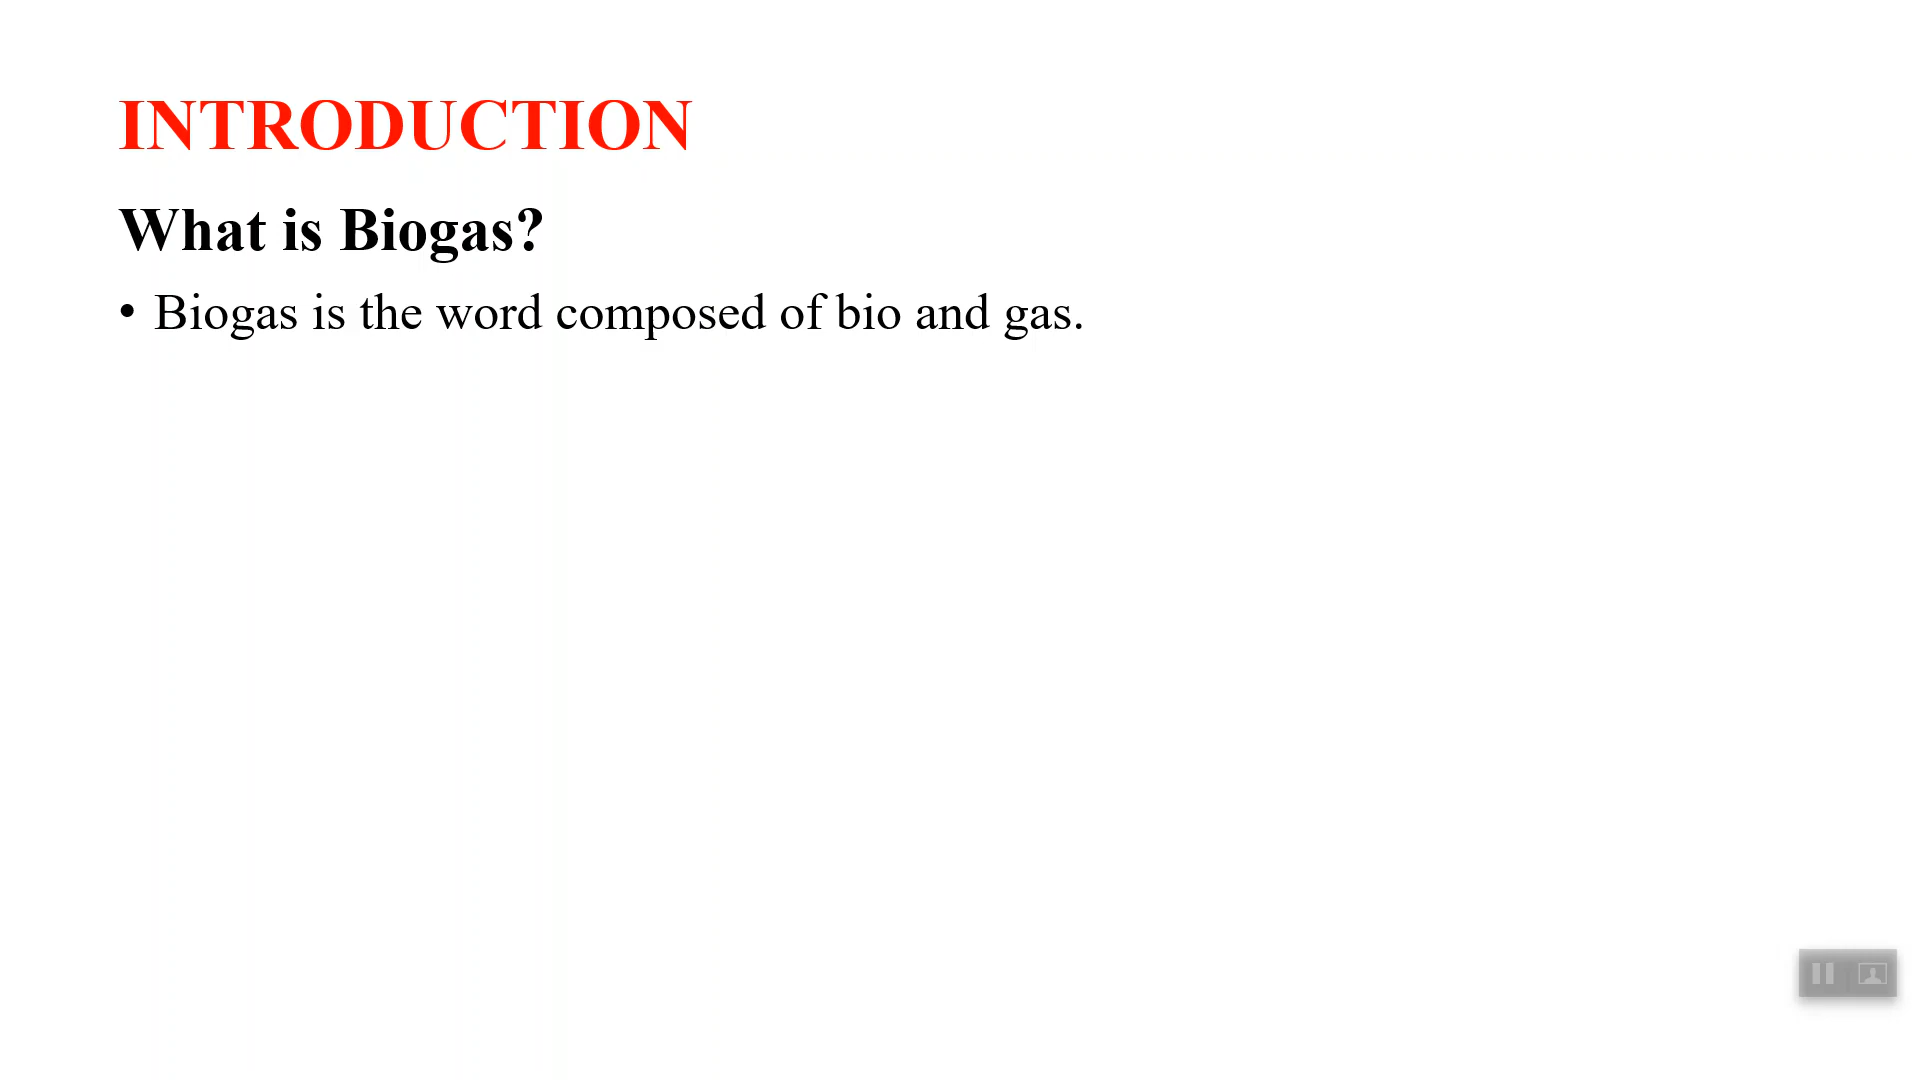 INTRODUCTION
What is Biogas?
• Biogas is the word composed of bio and gas.